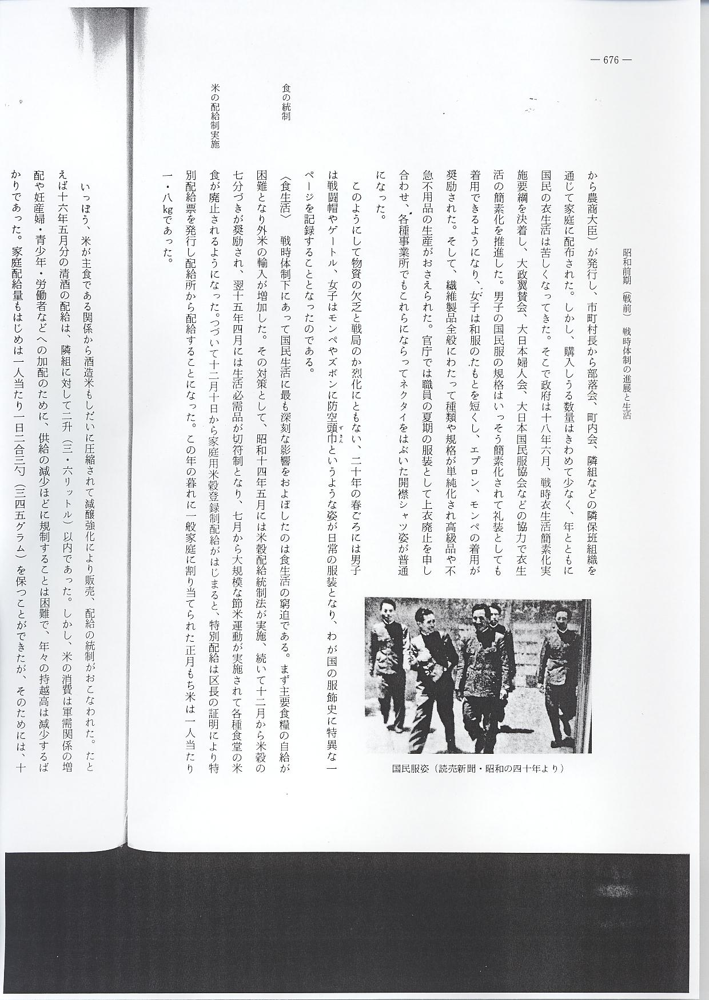 ― 676 ―
昭和前期（戦前）　戦時体制の進展と生活
から農商大臣）が発行し、市町村長から部落会、町内会、隣組などの隣保班組織を
通じて家庭に配布された。しかし、購入しうる数量はきわめて少なく、年とともに
国民の衣生活は苦しくなってきた。そこで政府は十八年六月、戦時衣生活簡素化実
施要綱を決着し、大政翼賛会、大日本婦人会、大日本国民服協会などの協力で衣生
活の簡素化を推進した。男子の国民服の規格はいっそう簡素化されて礼装としても
着用できるようになり、女子は和服のたもとを短くし、エプロン、モンペの着用が
奨励された。そして、繊維製品全般にわたって種類や規格が単純化され高級品や不
急不用品の生産がおさえられた。官庁では職員の夏期の服装として上衣廃止を申し
合わせ、各種事業所でもこれらにならってネクタイをはぶいた開襟シャツ姿が普通
になった。
国民服姿（読売新聞・昭和の四十年より）
このようにして物資の欠乏と戦局のか烈化にともない、二十年の春ごろには男子
は戦闘帽やゲートル、女子はモンペやズボンに防空頭巾というような姿が日常の服装となり、わが国の服飾史に特異な一
ずきん
ページを記録することとなったのである。
食の統制
〈食生活〉　戦時体制下にあって国民生活に最も深刻な影響をおよぼしたのは食生活の窮迫である。まず主要食糧の自給が
困難となり外米の輸入が増加した。その対策として、昭和十四年五月には米穀配給統制法が実施、続いて十二月から米穀の
七分づきが奨励され、翌十五年四月には生活必需品が切符制となり、七月から大規模な節米運動が実施されて各種食堂の米
米の配給制実施
食が廃止されるようになった。つづいて十二月十日から家庭用米穀登録制配給がはじまると、特別配給は区長の証明により特
別配給票を発行し配給所から配給することになった。この年の暮れに一般家庭に割り当てられた正月もち米は一人当たり
一・八kgであった。
いっぽう、米が主食である関係から酒造米もしだいに圧縮されて減醸強化により販売、配給の統制がおこなわれた。たと
えば十六年五月分の清酒の配給は、隣組に対して二升（三・六リットル）以内であった。しかし、米の消費は軍需関係の増
配や妊産婦・青少年・労働者などへの加配のために、供給の減少ほどに規制することは困難で、年々の持越高は減少するば
かりであった。家庭配給量もはじめは一人当たり一日二合三勺（三四五グラム）を保つことができたが、そのためには、十